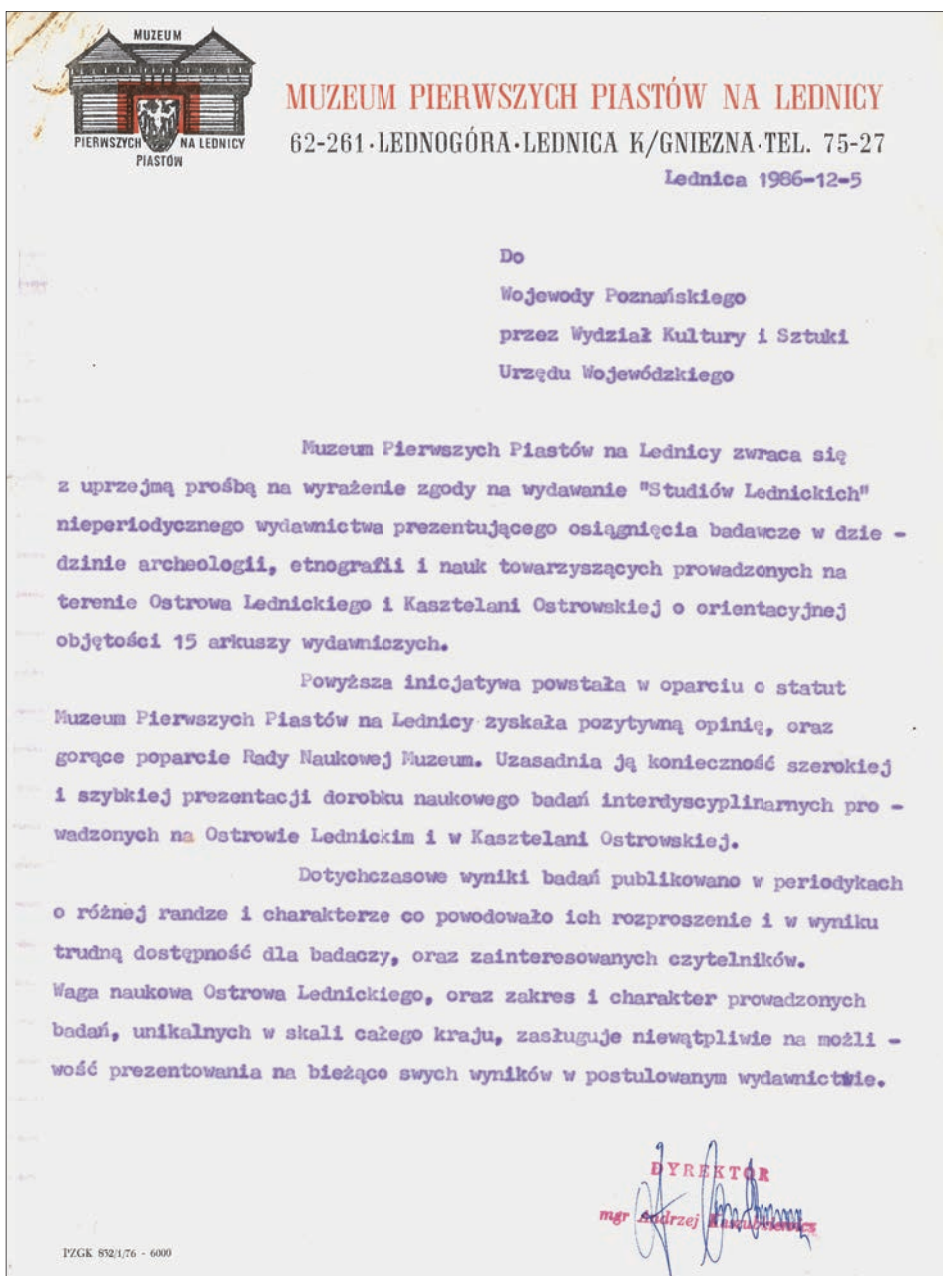 MUZEUM
PIERWSZYCH NA LEDNICY
PIASTÓW
MUZEUM PIERWSZYCH PIASTÓW NA LEDNICY
62-261·LEDNOGÓRA·LEDNICA K/GNIEZNA·TEL. 75-27
Lednica 1986-12-5
Do
Wojewody Poznańskiego
przez Wydział Kultury i Sztuki
Urzędu Wojewódzkiego
Muzeum Pierwszych Piastów na Lednicy zwraca się
z uprzejmą prośbą na wyrażenie zgody na wydawanie "Studiów Lednickich"
nieperiodycznego wydawnictwa prezentującego osiągnięcia badawcze w dzie -
dzinie archeologii, etnografii i nauk towarzyszących prowadzonych na
terenie Ostrowa Lednickiego i Kasztelani Ostrowskiej o orientacyjnej
objętości 15 arkuszy wydawniczych.
Powyższa inicjatywa powstała w oparciu o statut
Muzeum Pierwszych Piastów na Lednicy zyskała pozytywną opinię, oraz
gorące poparcie Rady Naukowej Muzeum. Uzasadnia ją konieczność szerokiej
i szybkiej prezentacji dorobku naukowego badań interdyscyplinarnych pro -
wadzonych na Ostrowie Lednickim i w Kasztelani Ostrowskiej.
Dotychczasowe wyniki badań publikowano w periodykach
o różnej randze i charakterze co powodowało ich rozproszenie i w wyniku
trudną dostępność dla badaczy, oraz zainteresowanych czytelników.
Waga naukowa Ostrowa Lednickiego, oraz zakres i charakter prowadzonych
badań, unikalnych w skali całego kraju, zasługuje niewątpliwie na możli -
wość prezentowania na bieżąco swych wyników w postulowanym wydawnictwie.
DYREKTOR
mgr Andrzej
PZGK 832/1/76 - 6000